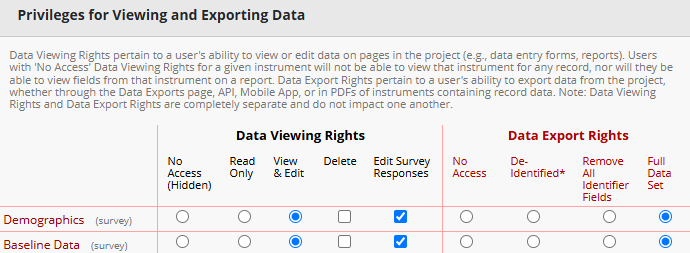 Privileges for Viewing and Exporting Data
Data Viewing Rights pertain to a user's ability to view or edit data on pages in the project (e.g., data entry forms, reports). Users
with 'No Access' Data Viewing Rights for a given instrument will not be able to view that instrument for any record, nor will they be
able to view fields from that instrument on a report. Data Export Rights pertain to a user's ability to export data from the project,
whether through the Data Exports page, API, Mobile App, or in PDFs of instruments containing record data. Note: Data Viewing
Rights and Data Export Rights are completely separate and do not impact one another.
Data Viewing Rights Data Export Rights
No Read View Delete Edit Survey No De- Remove Full
Access Only & Edit Responses Access Identified* All Data
(Hidden) Identifier Set
Fields
Demographics (survey)
Baseline Data (survey)